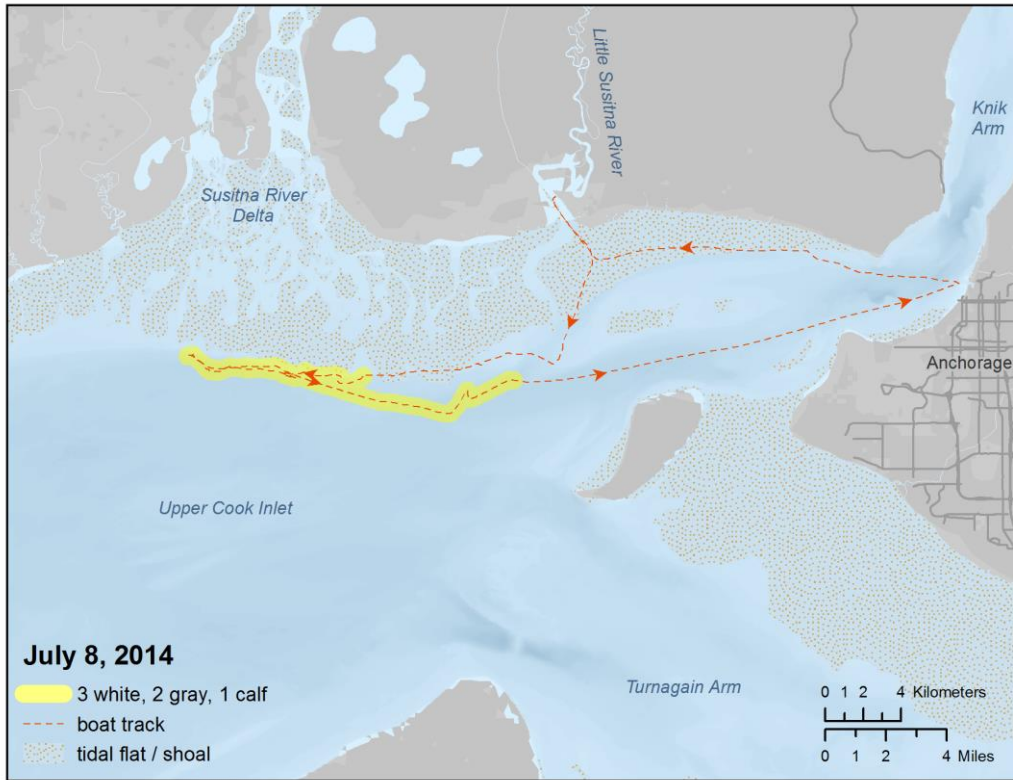 Little Susitna River
Knik
Arm
Susitna River
Delta
Anchorage
Upper Cook Inlet
July 8, 2014
3 white, 2 gray, 1 calf
boat track
tidal flat / shoal
Turnagain Arm
0 1 2 4 Kilometers
0 1 2 4 Miles